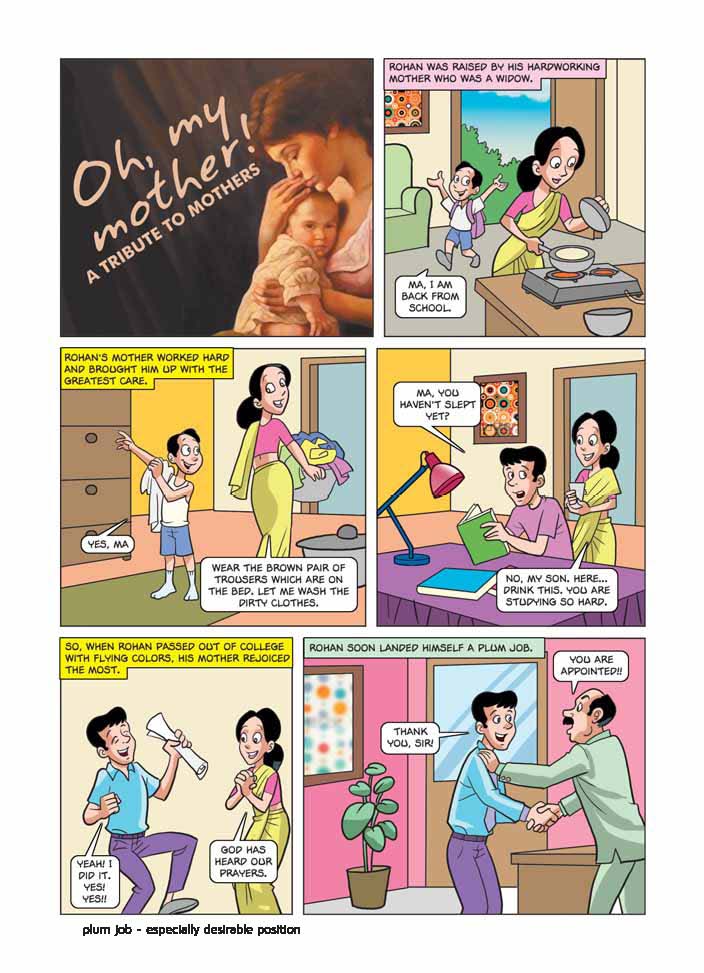 Oh, my
mother!
A TRIBUTE TO MOTHERS
ROHAN WAS RAISED BY HIS HARDWORKING
MOTHER WHO WAS A WIDOW.
MA, I AM
BACK FROM
SCHOOL.
ROHAN'S MOTHER WORKED HARD
AND BROUGHT HIM UP WITH THE
GREATEST CARE.
YES, MA
WEAR THE BROWN PAIR OF
TROUSERS WHICH ARE ON
THE BED. LET ME WASH THE
DIRTY CLOTHES.
MA, YOU
HAVEN'T SLEPT
YET?
NO, MY SON. HERE...
DRINK THIS. YOU ARE
STUDYING SO HARD.
SO, WHEN ROHAN PASSED OUT OF COLLEGE
WITH FLYING COLORS, HIS MOTHER REJOICED
THE MOST.
YEAH! I
DID IT.
YES!
YES!!
GOD HAS
HEARD OUR
PRAYERS.
ROHAN SOON LANDED HIMSELF A PLUM JOB.
YOU ARE
APPOINTED!!
THANK
YOU, SIR!
plum job - especially desirable position